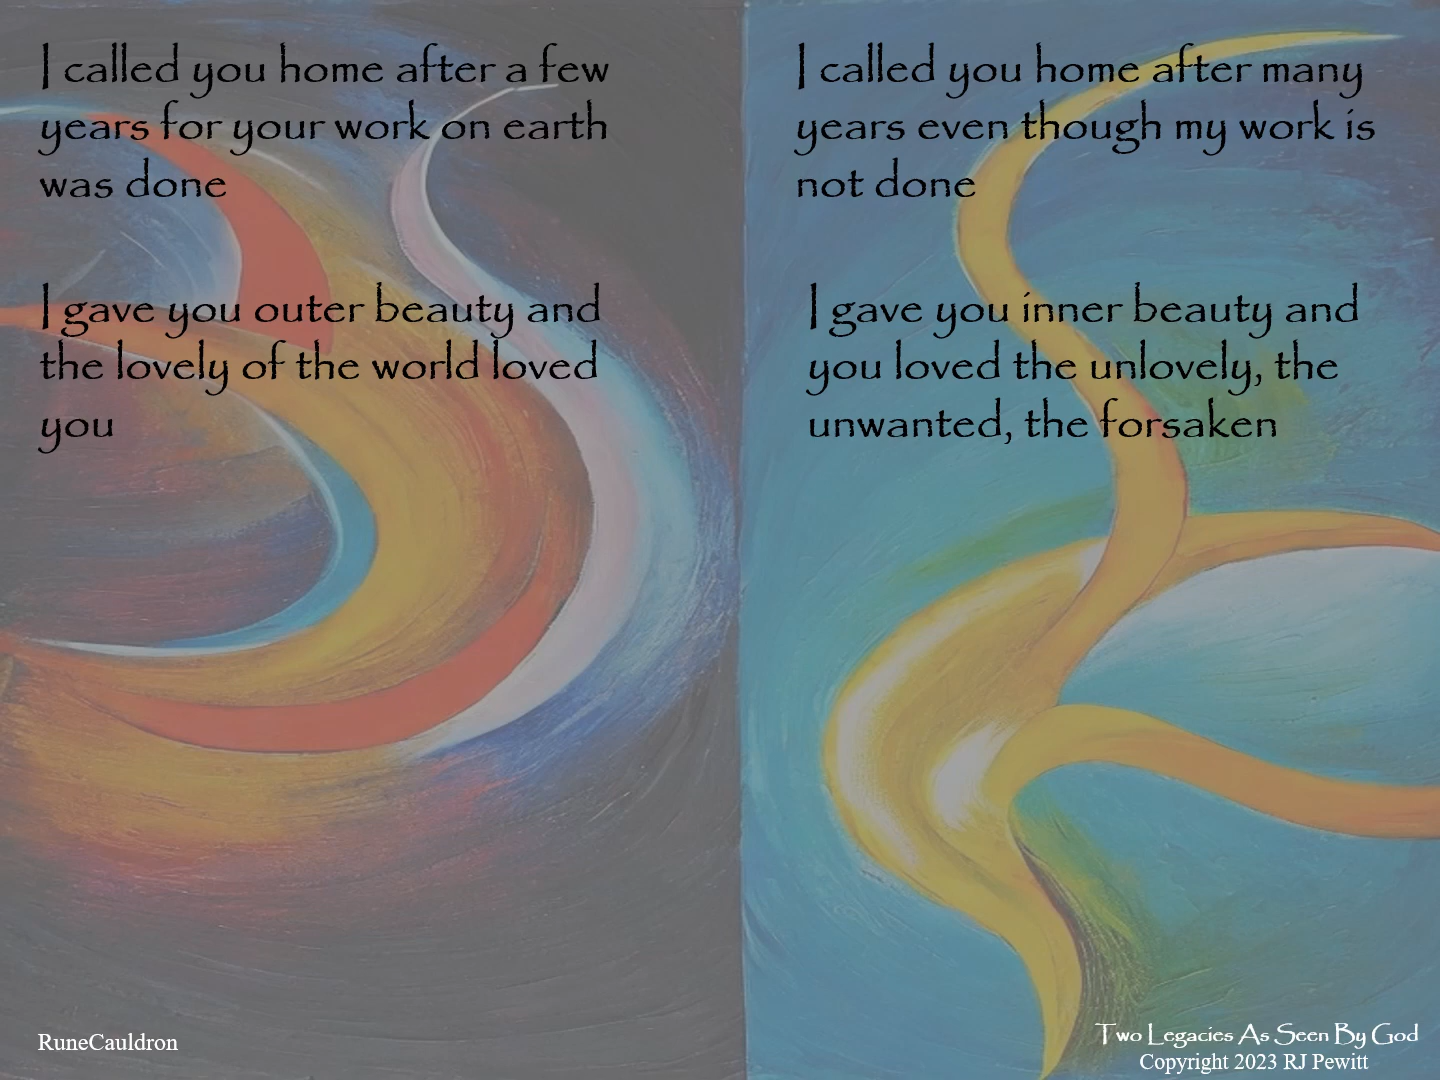 I called you home after a few
years for your work on earth
was done
I gave you outer beauty and
the lovely of the world loved
you
I called you home after many
years even though my work is
not done
I gave you inner beauty and
you loved the unlovely, the
unwanted, the forsaken
RuneCauldron
Two Legacies As Seen By God
Copyright 2023 RJ Pewitt